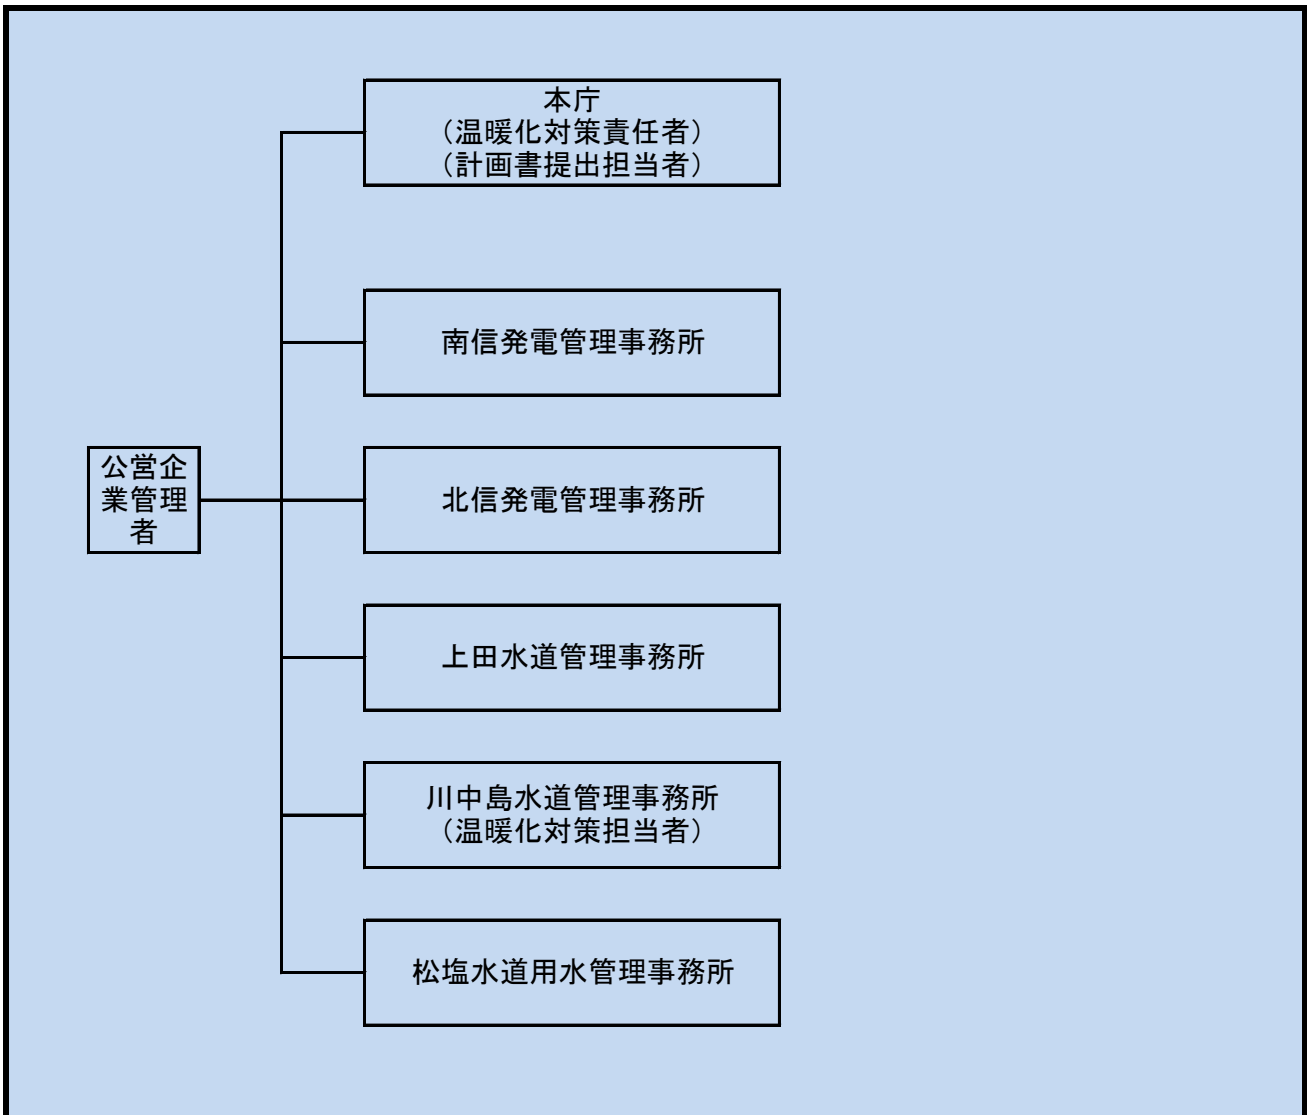 本庁
（温暖化対策責任者）
（計画書提出担当者）
南信発電管理事務所
公営企
業管理
者
北信発電管理事務所
上田水道管理事務所
川中島水道管理事務所
（温暖化対策担当者）
松塩水道用水管理事務所